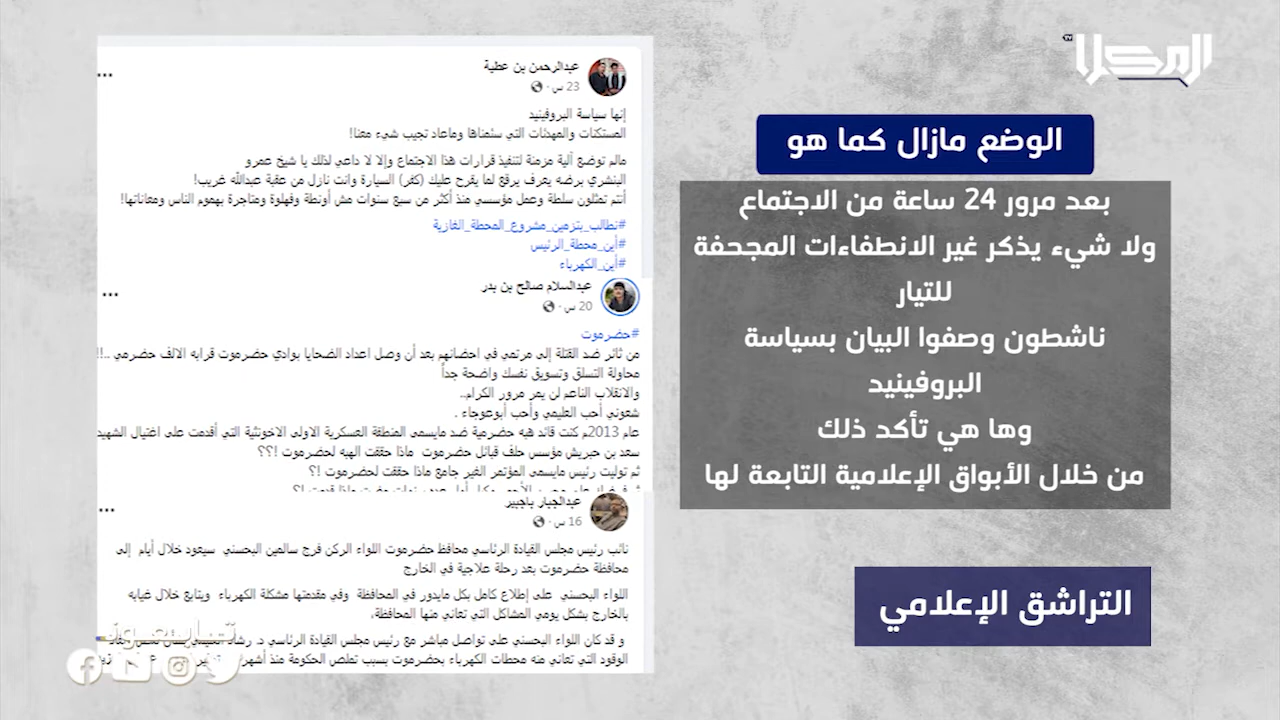 المكلا
TV
الوضع مازال كما هو
بعد مرور 24 ساعة من الاجتماع
ولا شيء يذكر غير الانطفاءات المجحفة
للتيار
ناشطون وصفوا البيان بسياسة
البروفينيد
وها هي تأكد ذلك
من خلال الأبواق الإعلامية التابعة لها
التراشق الإعلامي
عبدالرحمن بن عطية
23 س ·
إنها سياسة البروفينيد
المسكنات والمهدئات التي سئمناها وماعاد تجيب شيء معنا!
مالم توضع آلية مزمنة لتنفيذ قرارات هذا الاجتماع وإلا لا داعي لذلك يا شيخ عمرو
البنشري برضه يعرف يرقع لما يقرح عليك (كفر) السيارة وانت نازل من عقبة عبدالله غريب!
أنتم تمثلون سلطة وعمل مؤسسي منذ أكثر من سبع سنوات مش أونطة وفهلوة ومتاجرة بهموم الناس ومعاناتها!
#نطالب_بتزمين_مشروع_المحطة_الغازية
#أين_محطة_الرئيس
#أين_الكهرباء
عبدالسلام صالح بن بدر
20 س ·
#حضرموت
من ثائر ضد القتلة إلى مرتمي في احضانهم بعد أن وصل اعداد الضحايا بوادي حضرموت قرابه الالف حضرمي ..!!
محاولة التسلق وتسويق نفسك واضحة جداً
والانقلاب الناعم لن يمر مرور الكرام..
شعوني أحب العليمي وأحب أبوعوجاء .
عام 2013م كنت قائد هبه حضرمية ضد مايسمى المنطقة العسكرية الاولى الاخونثية التي أقدمت على اغتيال الشهيد
سعد بن حبريش مؤسس حلف قبائل حضرموت ماذا حققت الهبه لحضرموت !؟؟
ثم توليت رئيس مايسمى المؤتمر الغير جامع ماذا حققت لحضرموت !؟
عبدالجبار باجبير
16 س ·
نائب رئيس مجلس القيادة الرئاسي محافظ حضرموت اللواء الركن فرج سالمين البحسني سيعود خلال أيام إلى
محافظة حضرموت بعد رحلة علاجية في الخارج
اللواء البحسني على إطلاع كامل بكل مايدور في المحافظة وفي مقدمتها مشكلة الكهرباء ويتابع خلال غيابه
بالخارج بشكل يومي المشاكل التي تعاني منها المحافظة،
و قد كان اللواء البحسني على تواصل مباشر مع رئيس مجلس القيادة الرئاسي د. رشاد
الوقود التي تعاني منه محطات الكهرباء بحضرموت بسبب تملص الحكومة منذ أشهر